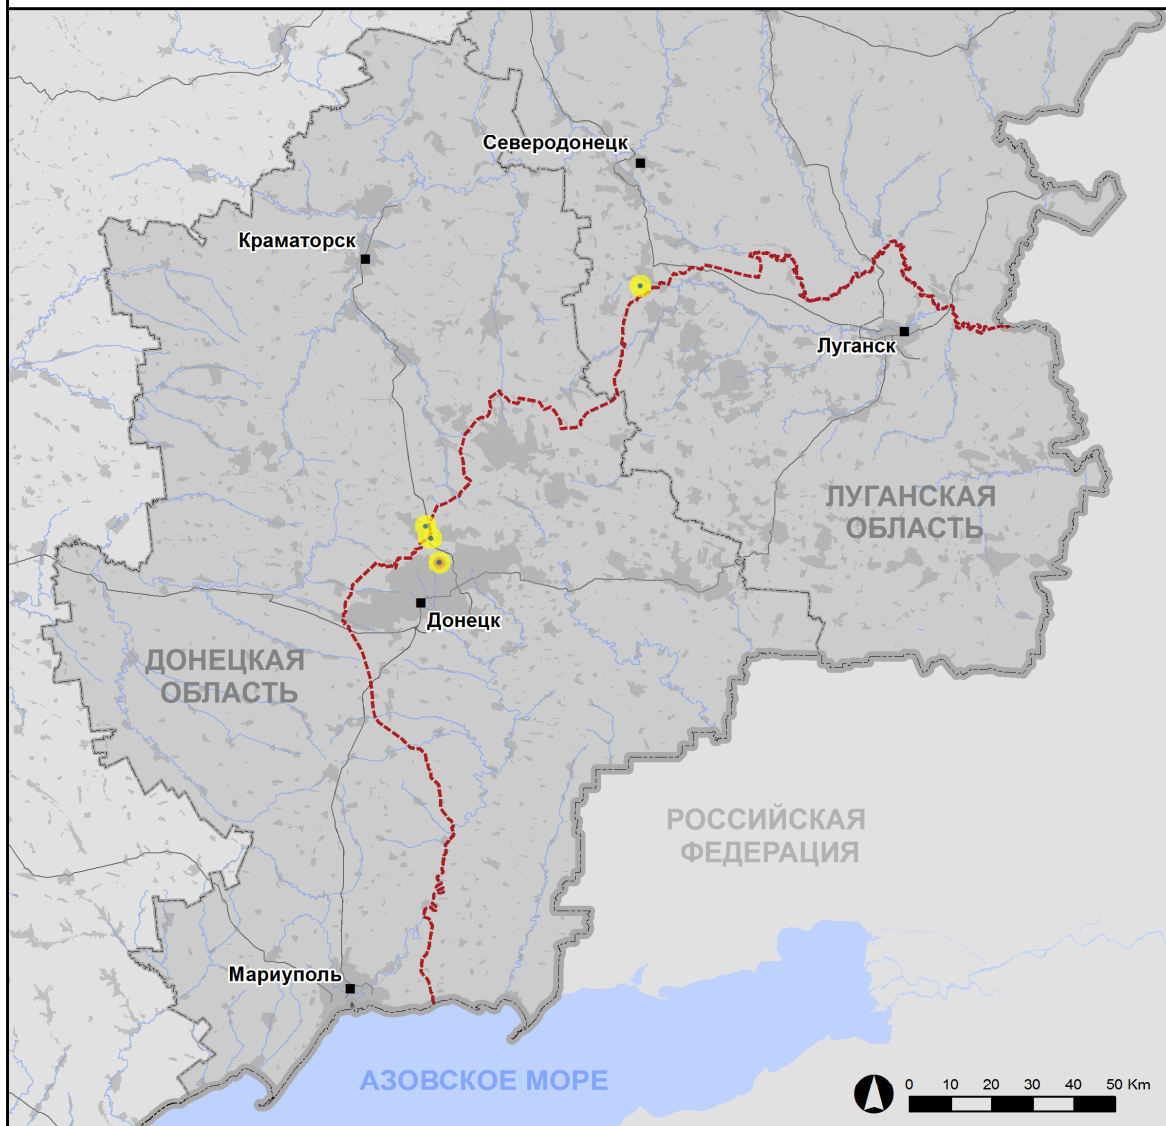 Северодонецк
Краматорск
Луганск
ЛУГАНСКАЯ
ОБЛАСТЬ
Донецк
ДОНЕЦКАЯ
ОБЛАСТЬ
РОССИЙСКАЯ
ФЕДЕРАЦИЯ
Мариуполь
АЗОВСКОЕ МОРЕ
0 10 20 30 40 50 Km